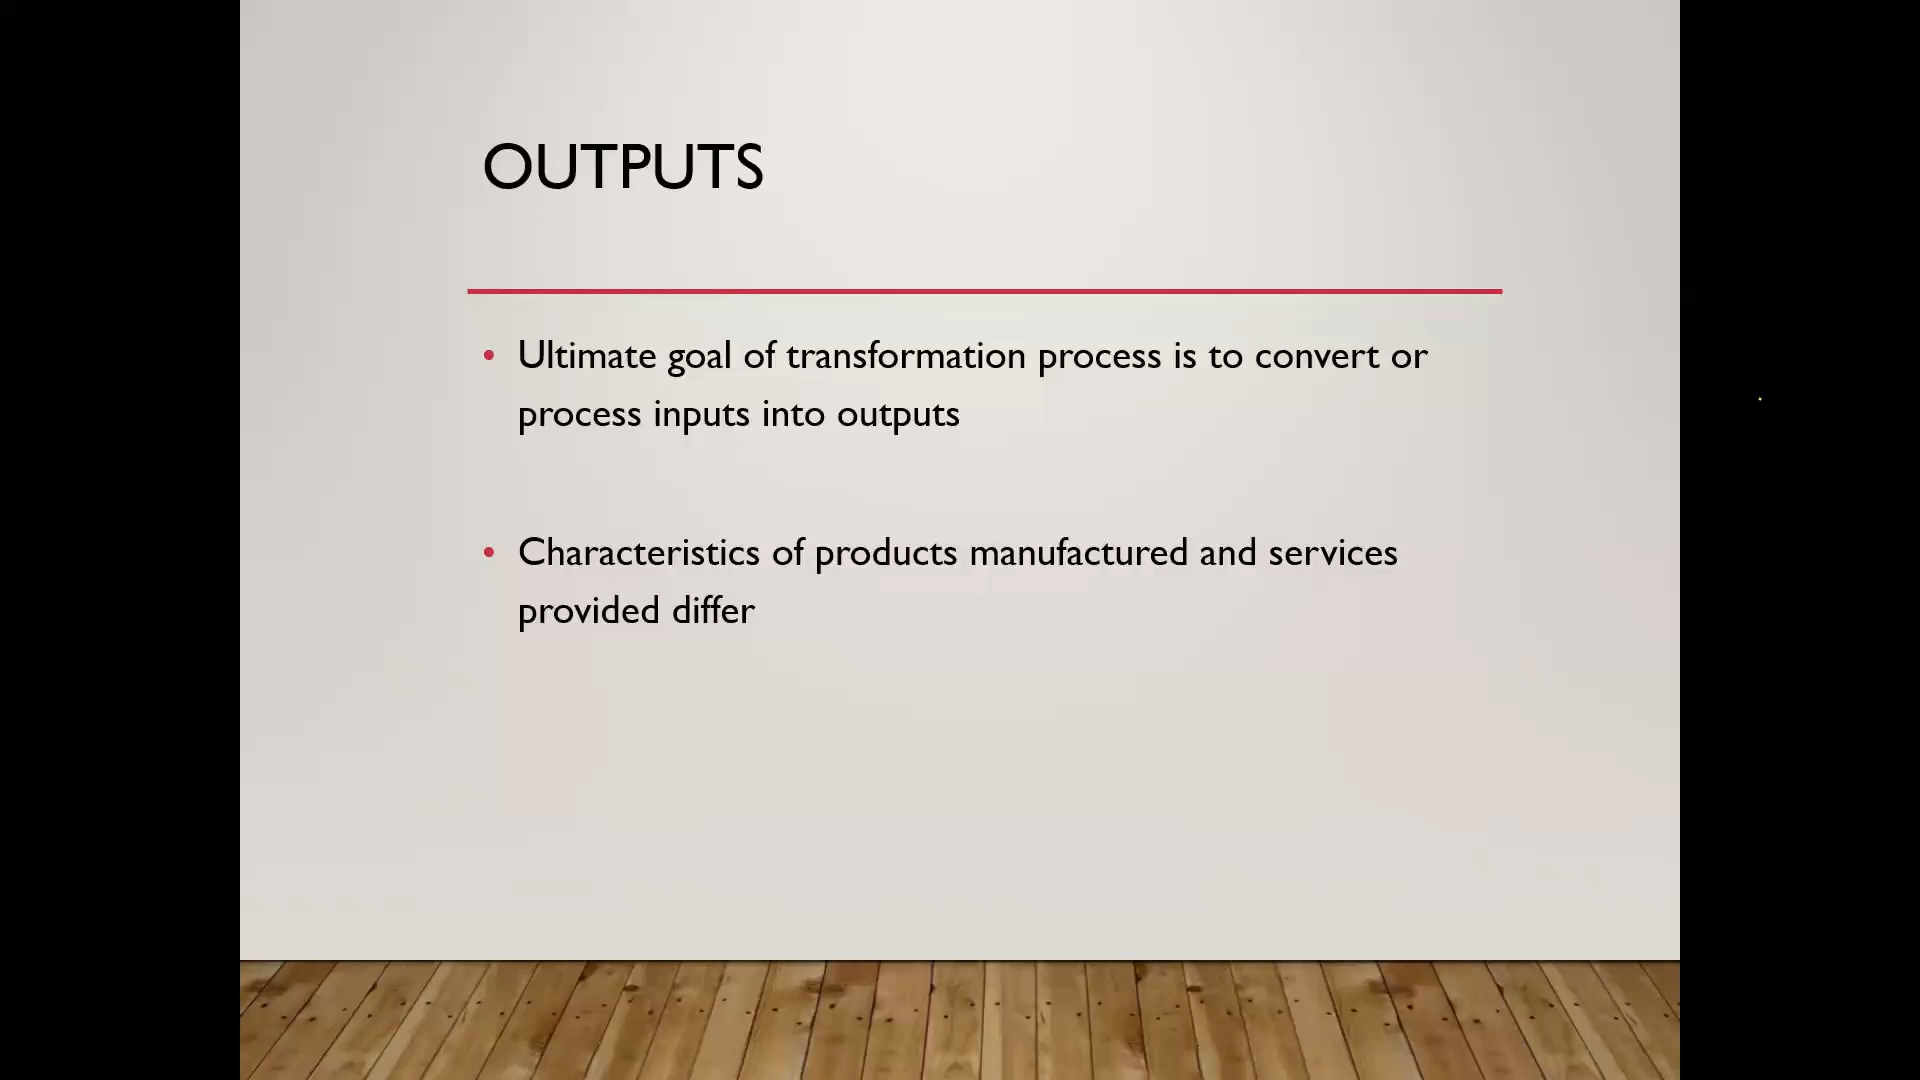 OUTPUTS
• Ultimate goal of transformation process is to convert or
process inputs into outputs
• Characteristics of products manufactured and services
provided differ